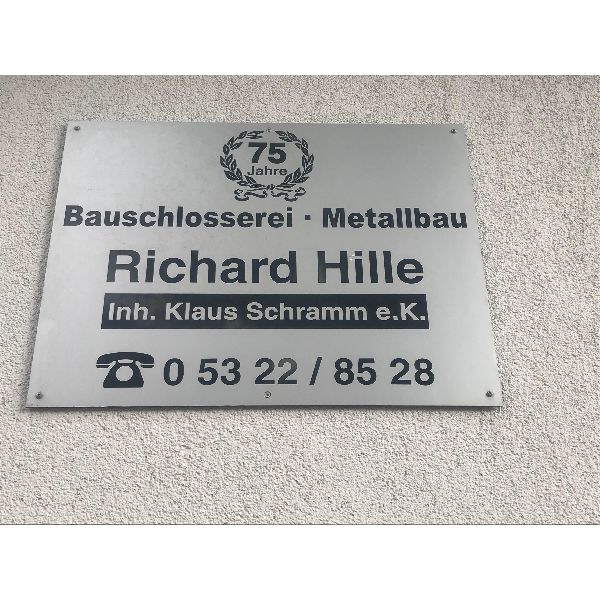 75
Jahre
Bauschlosserei · Metallbau
Richard Hille
Inh. Klaus Schramm e.K.
☎ 0 53 22 / 85 28